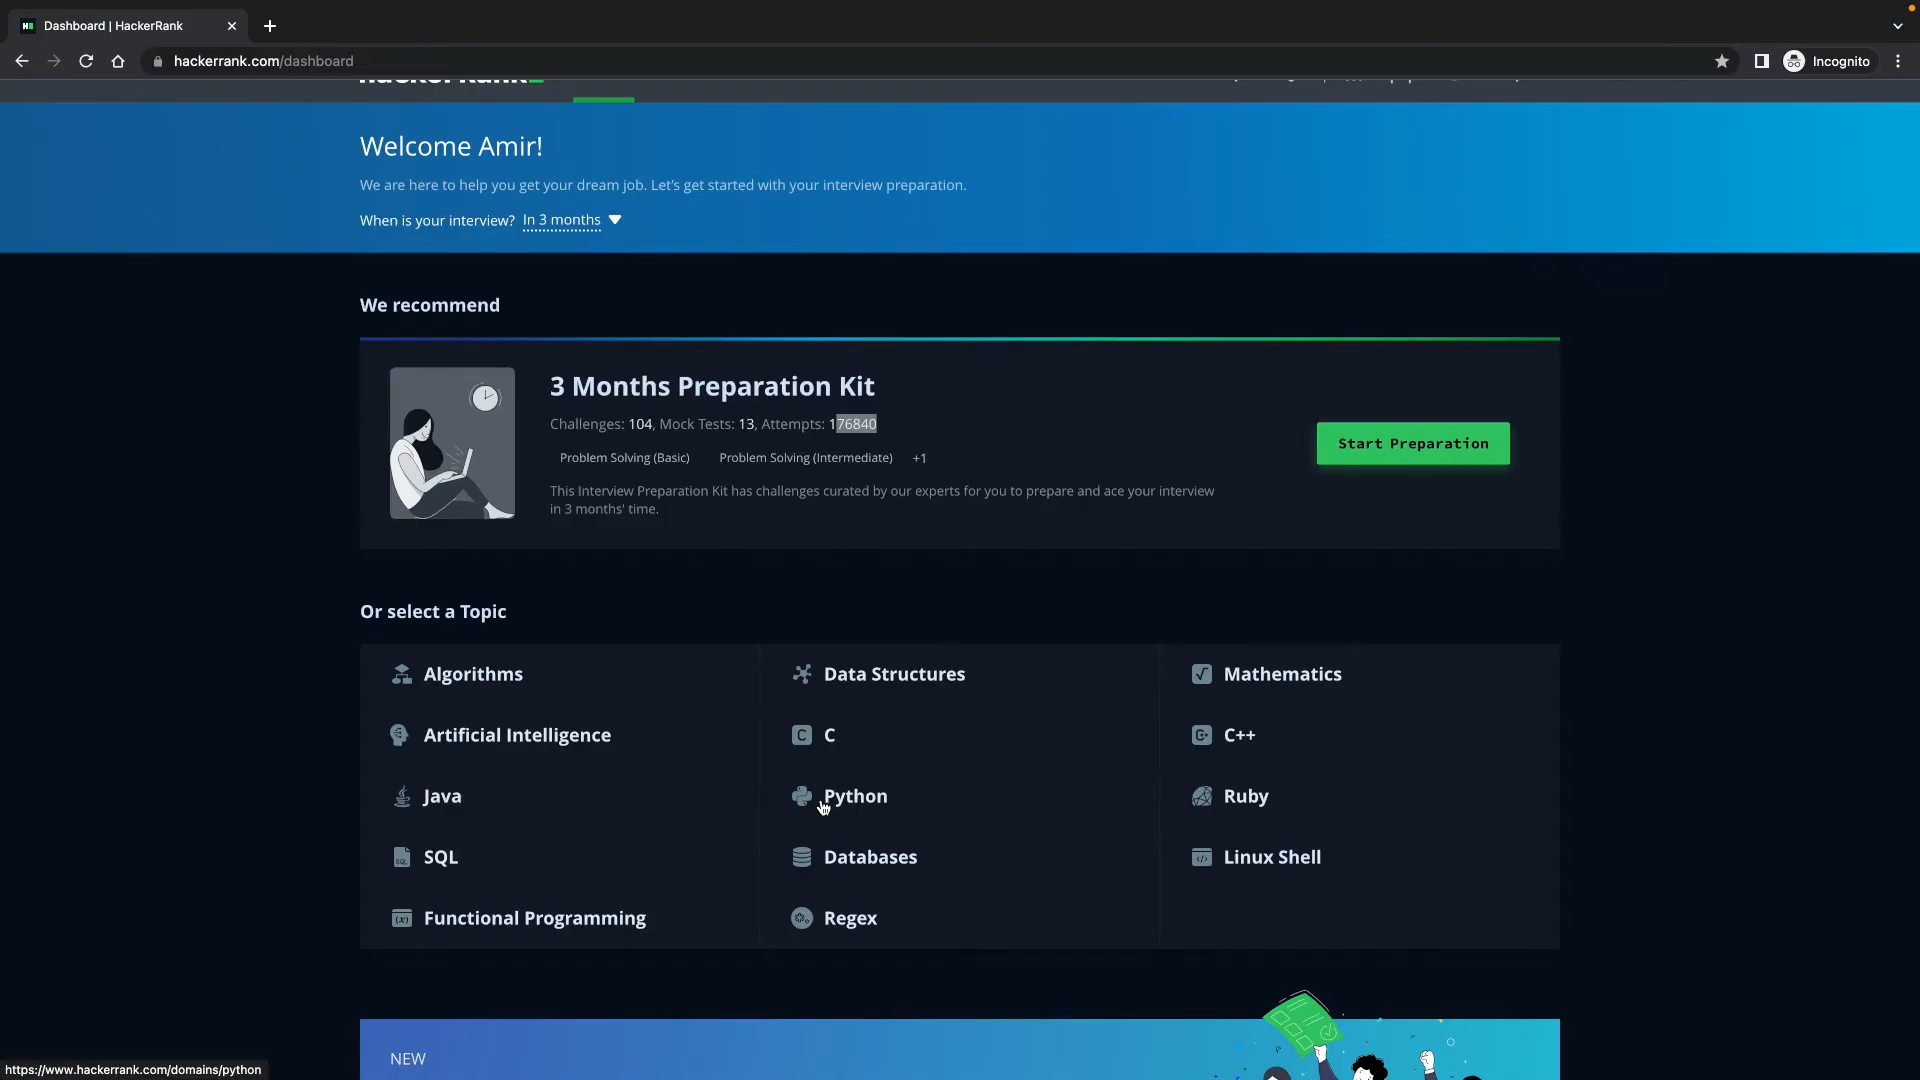 Dashboard | HackerRank
hackerrank.com/dashboard
Incognito
HackerRank
Welcome Amir!
We are here to help you get your dream job. Let's get started with your interview preparation.
When is your interview? In 3 months
We recommend
3 Months Preparation Kit
Challenges: 104, Mock Tests: 13, Attempts: 176840
Problem Solving (Basic) Problem Solving (Intermediate) +1
This Interview Preparation Kit has challenges curated by our experts for you to prepare and ace your interview
in 3 months' time.
Start Preparation
Or select a Topic
Algorithms
Data Structures
Mathematics
Artificial Intelligence
C
C++
Java
Python
Ruby
SQL
Databases
Linux Shell
Functional Programming
Regex
NEW
https://www.hackerrank.com/domains/python